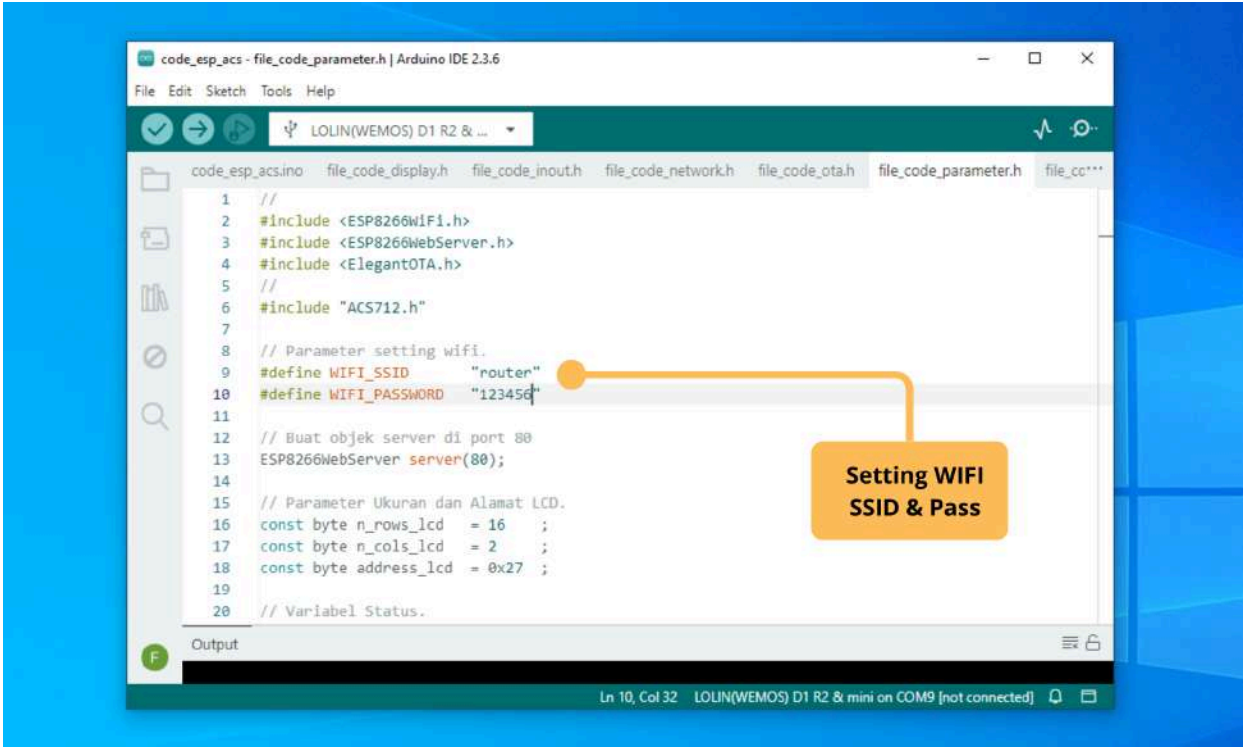 code_esp_acs - file_code_parameter.h | Arduino IDE 2.3.6
File Edit Sketch Tools Help
LOLIN(WEMOS) D1 R2 & ...
code_esp_acs.ino file_code_display.h file_code_inout.h file_code_network.h file_code_ota.h file_code_parameter.h file_cc...
1 //
2 #include <ESP8266WiFi.h>
3 #include <ESP8266WebServer.h>
4 #include <ElegantOTA.h>
5 //
6 #include "ACS712.h"
7
8 // Parameter setting wifi.
9 #define WIFI_SSID "router"
10 #define WIFI_PASSWORD "123456"
11
12 // Buat objek server di port 80
13 ESP8266WebServer server(80);
14
15 // Parameter Ukuran dan Alamat LCD.
16 const byte n_rows_lcd = 16 ;
17 const byte n_cols_lcd = 2 ;
18 const byte address_lcd = 0x27 ;
19
20 // Variabel Status.
Setting WIFI
SSID & Pass
Output
F
Ln 10, Col 32 LOLIN(WEMOS) D1 R2 & mini on COM9 [not connected]